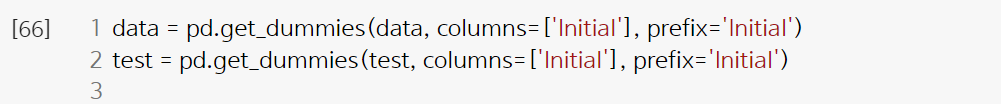 [66] 1 data = pd.get_dummies(data, columns=['Initial'], prefix='Initial')
2 test = pd.get_dummies(test, columns=['Initial'], prefix='Initial')
3